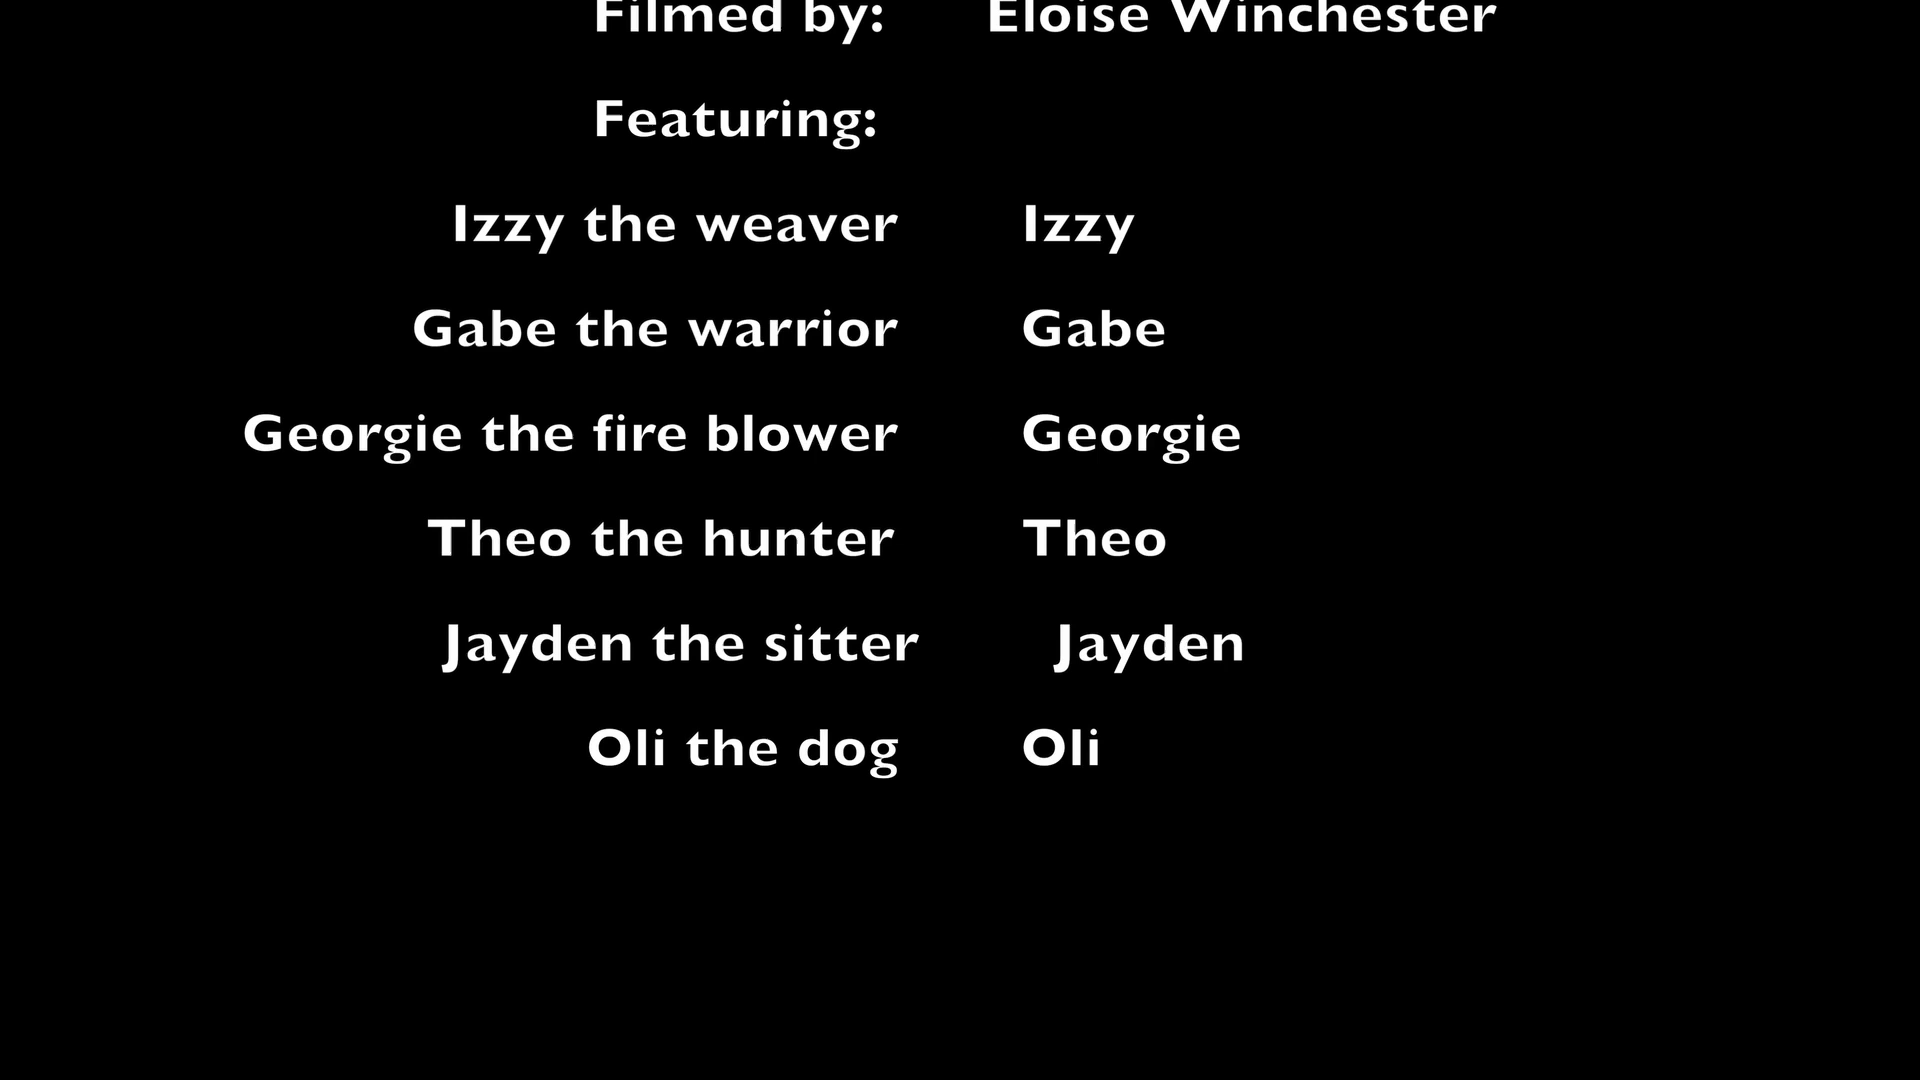 Filmed by: Eloise Winchester
Featuring:
Izzy the weaver Izzy
Gabe the warrior Gabe
Georgie the fire blower Georgie
Theo the hunter Theo
Jayden the sitter Jayden
Oli the dog Oli